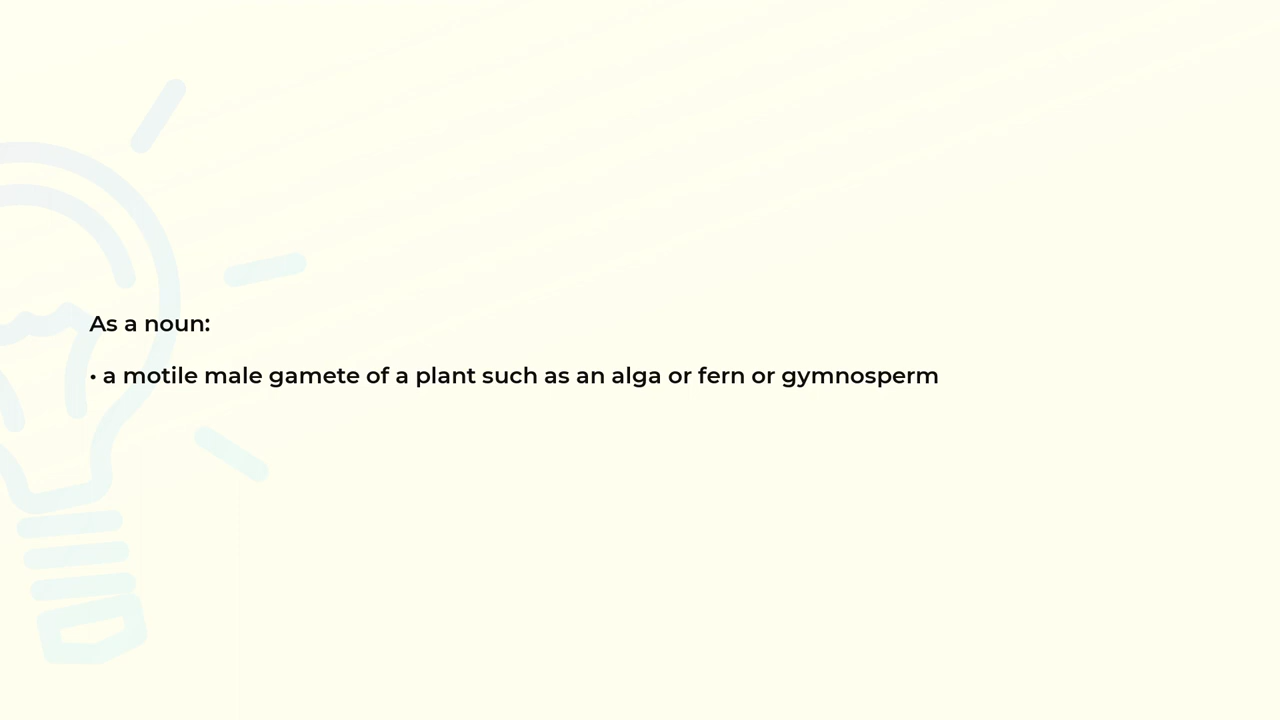 As a noun:
• a motile male gamete of a plant such as an alga or fern or gymnosperm